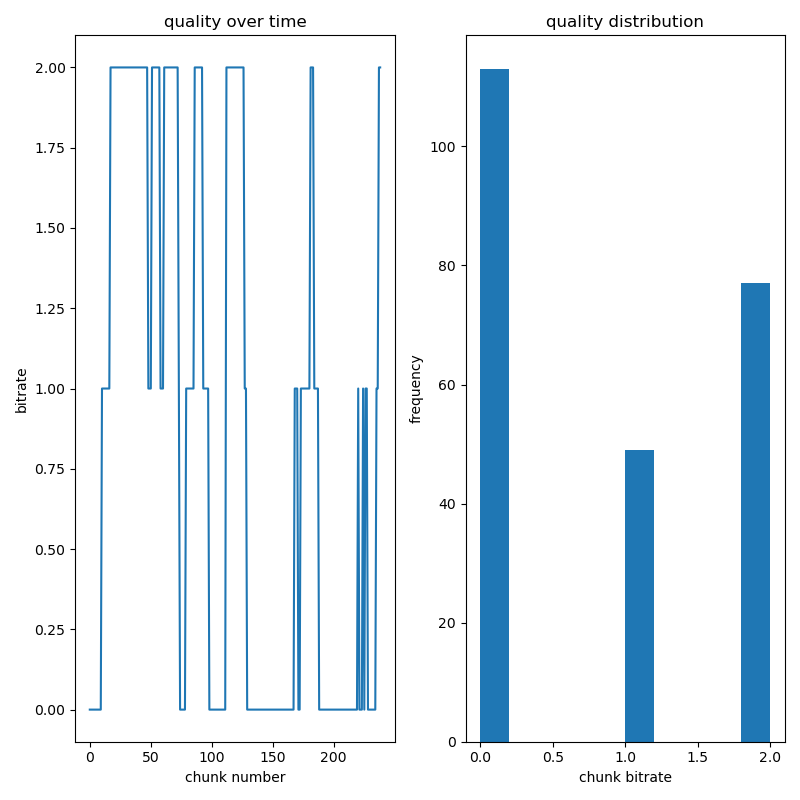 quality over time
2.00
1.75
1.50
1.25
1.00
0.75
0.50
0.25
0.00
bitrate
0 50 100 150 200
chunk number
quality distribution
100
80
60
40
20
0
frequency
0.0 0.5 1.0 1.5 2.0
chunk bitrate